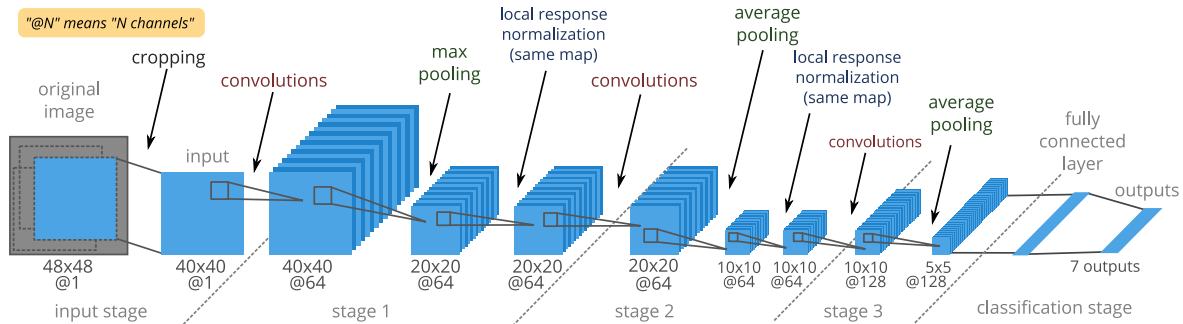 "@N" means "N channels"
cropping
original
image
convolutions
input
max
pooling
local response
normalization
(same map)
convolutions
average
pooling
local response
normalization
(same map)
convolutions
average
pooling
fully
connected
layer
outputs
48x48
@1
40x40
@1
40x40
@64
20x20
@64
20x20
@64
20x20
@64
10x10
@64
10x10
@64
10x10
@128
5x5
@128
7 outputs
input stage
stage 1
stage 2
stage 3
classification stage